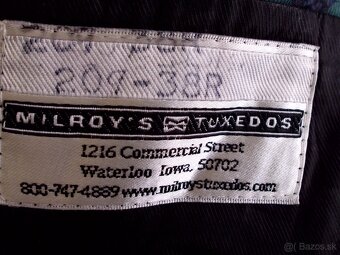 209-38R
MILROY'S TUXEDOS
1216 Commercial Street
Waterloo Iowa, 50702
800-747-4889 www.milroystuxedos.com
Bazos.sk